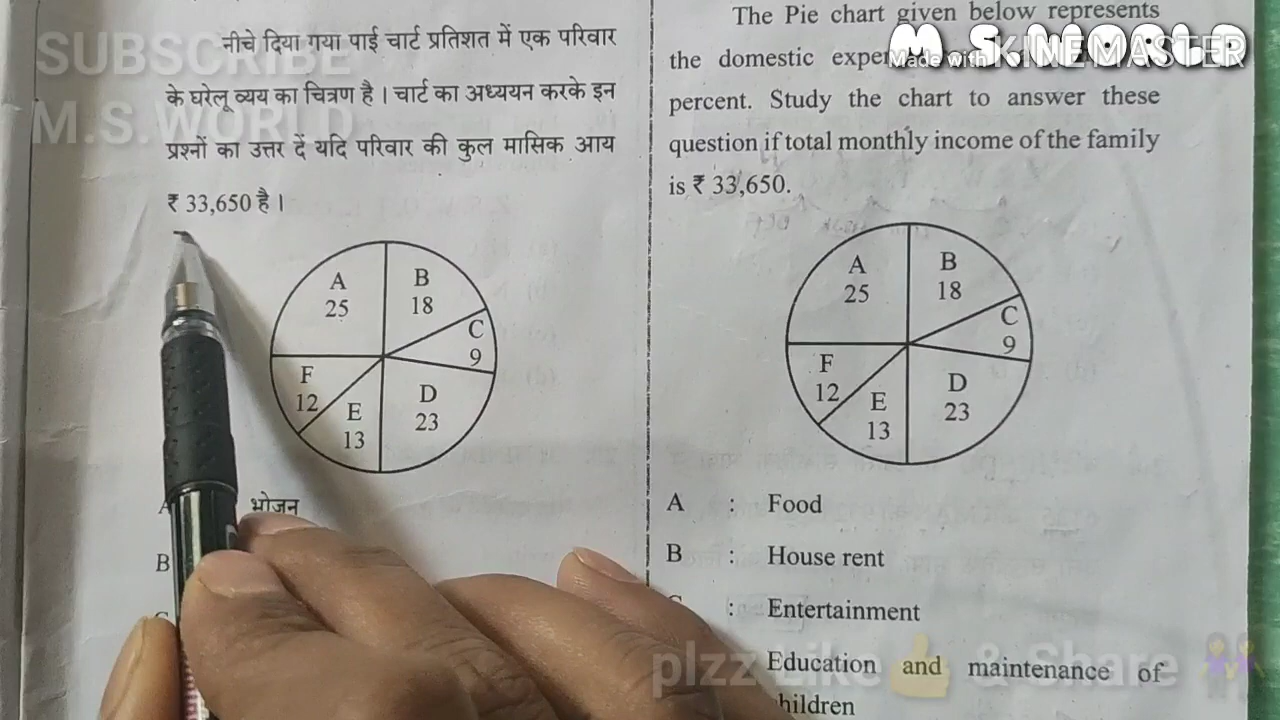 SUBSCRIBE
M.S.WORLD
नीचे दिया गया पाई चार्ट प्रतिशत में एक परिवार
के घरेलू व्यय का चित्रण है । चार्ट का अध्ययन करके इन
प्रश्नों का उत्तर दें यदि परिवार की कुल मासिक आय
₹ 33,650 है ।
A
25
B
18
C
9
D
23
E
13
F
12
भोजन
B
The Pie chart given below represents
M S.WORLD
Made with KINEMASTER
the domestic
percent. Study the chart to answer these
question if total monthly income of the family
is ₹ 33,650.
A
25
B
18
C
9
D
23
E
13
F
12
A : Food
B : House rent
: Entertainment
Education and maintenance of
plzz Like & Share